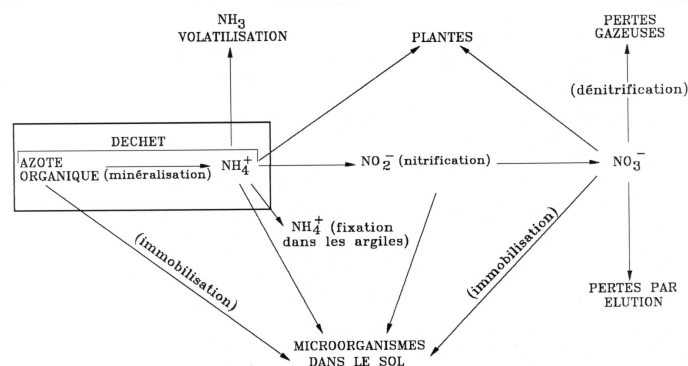 NH3
VOLATILISATION
PLANTES
PERTES
GAZEUSES
(dénitrification)
DECHET
AZOTE
ORGANIQUE (minéralisation)
NH4+
NO2- (nitrification)
NO3-
NH4+ (fixation
dans les argiles)
(immobilisation)
(immobilisation)
PERTES PAR
ELUTION
MICROORGANISMES
DANS LE SOL